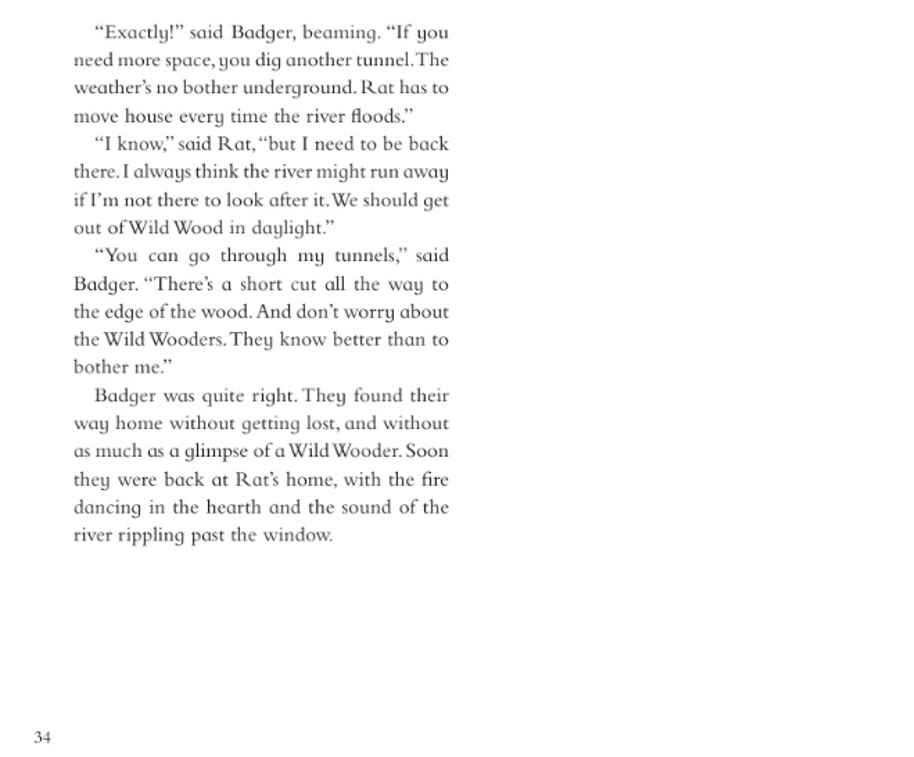 “Exactly!” said Badger, beaming. “If you
need more space, you dig another tunnel. The
weather’s no bother underground. Rat has to
move house every time the river floods.”
“I know,” said Rat, “but I need to be back
there. I always think the river might run away
if I’m not there to look after it. We should get
out of Wild Wood in daylight.”
“You can go through my tunnels,” said
Badger. “There’s a short cut all the way to
the edge of the wood. And don’t worry about
the Wild Wooders. They know better than to
bother me.”
Badger was quite right. They found their
way home without getting lost, and without
as much as a glimpse of a Wild Wooder. Soon
they were back at Rat’s home, with the fire
dancing in the hearth and the sound of the
river rippling past the window.
34